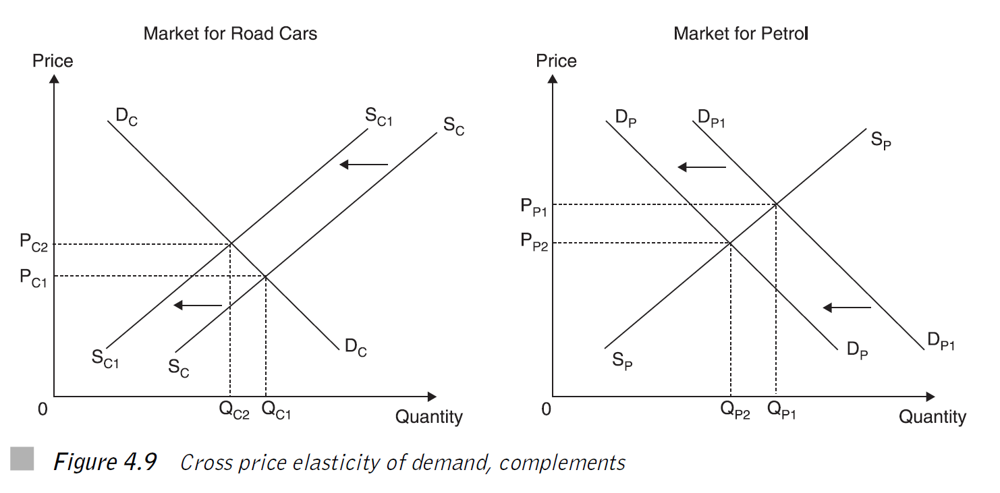 Market for Road Cars
Price
D_C
S_C1
S_C
P_C2
P_C1
S_C1
S_C
D_C
0
Q_C2
Q_C1
Quantity
Market for Petrol
Price
D_P
D_P1
S_P
P_P1
P_P2
S_P
D_P
D_P1
0
Q_P2
Q_P1
Quantity
Figure 4.9 Cross price elasticity of demand, complements